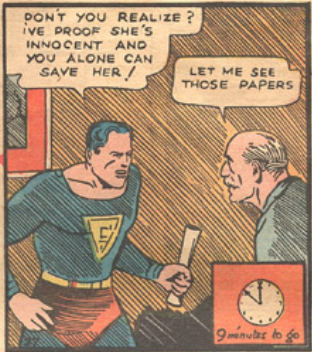 DON'T YOU REALIZE?
IVE PROOF SHE'S
INNOCENT AND
YOU ALONE CAN
SAVE HER!
LET ME SEE
THOSE PAPERS
S
9 minutes to go